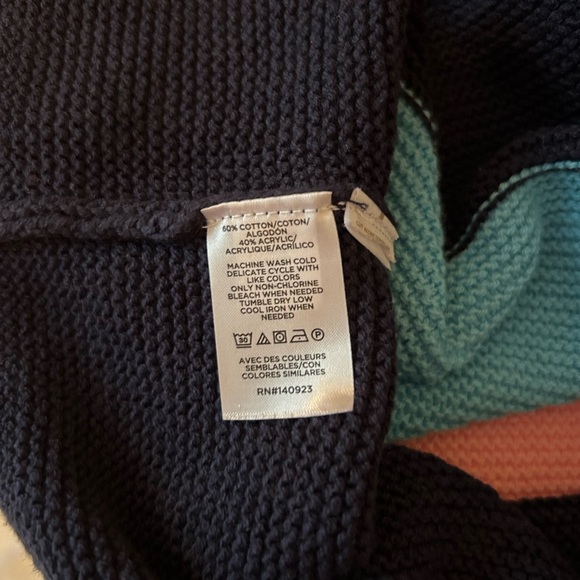 60% COTTON/COTON/
ALGODÓN
40% ACRYLIC/
ACRYLIQUE/ACRÍLICO
MACHINE WASH COLD
DELICATE CYCLE WITH
LIKE COLORS
ONLY NON-CHLORINE
BLEACH WHEN NEEDED
TUMBLE DRY LOW
COOL IRON WHEN
NEEDED
30 P
AVEC DES COULEURS
SEMBLABLES/CON
COLORES SIMILARES
RN#140923